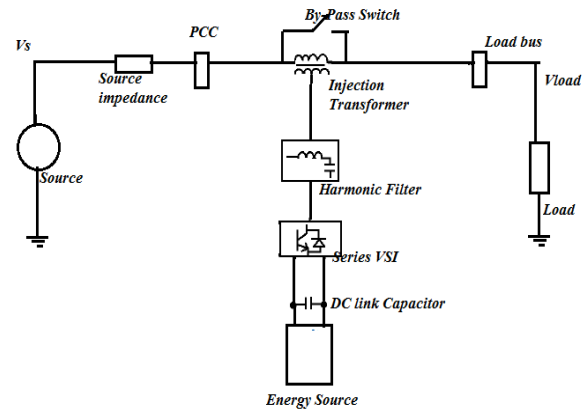 By-Pass Switch
PCC
Vs
Load bus
Source
impedance
Injection
Transformer
Vload
Harmonic Filter
Source
Load
Series VSI
DC link Capacitor
Energy Source